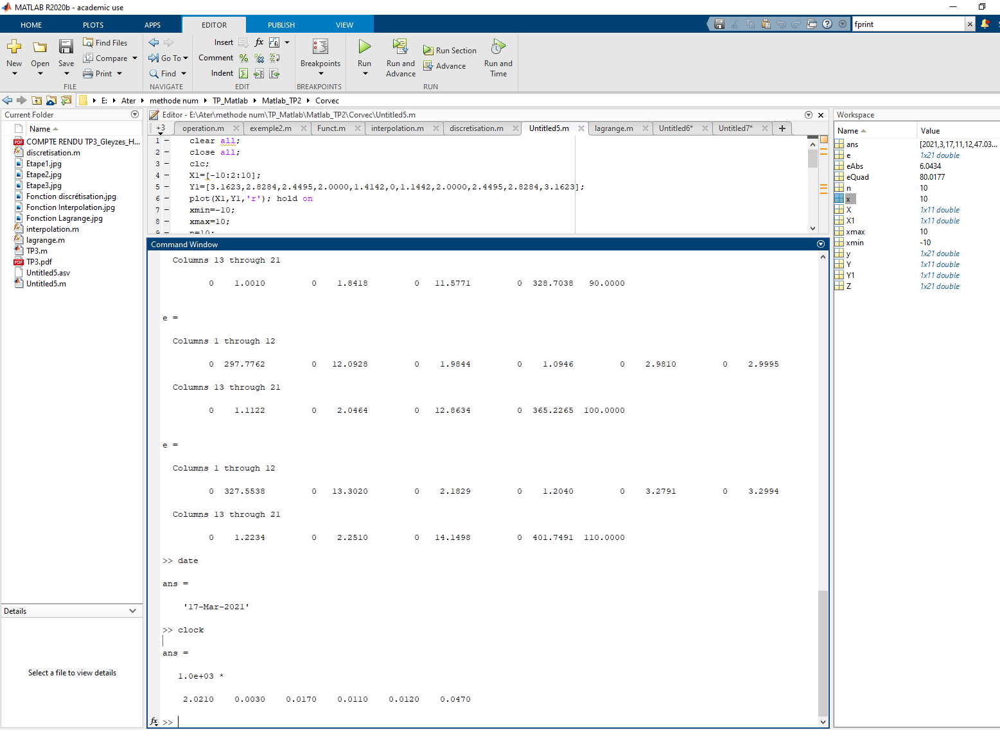 MATLAB R2020b - academic use
HOME PLOTS APPS EDITOR PUBLISH VIEW
fprint
New
Open
Save
Find Files
Compare
Print
FILE
Go To
Find
NAVIGATE
Insert fx
Comment
Indent
EDIT
Breakpoints
BREAKPOINTS
Run
Run and Advance
Run Section
Advance
Run and Time
RUN
E: Ater methode num TP_Matlab Matlab_TP2 Corvec
Current Folder
Name
COMPTE RENDU TP3_Gleyzes_H...
discretisation.m
Etape1.jpg
Etape2.jpg
Etape3.jpg
Fonction discrétisation.jpg
Fonction Interpolation.jpg
Fonction Lagrange.jpg
interpolation.m
lagrange.m
TP3.m
TP3.pdf
Untitled5.asv
Untitled5.m
Details
Select a file to view details
Editor - E:\Ater\methode num\TP_Matlab\Matlab_TP2\Corvec\Untitled5.m
+3 operation.m exemple2.m Funct.m interpolation.m discretisation.m Untitled5.m lagrange.m Untitled6* Untitled7*
1 - clear all;
2 - close all;
3 - clc;
4 - X1=[-10:2:10];
5 - Y1=[3.1623,2.8284,2.4495,2.0000,1.4142,0,1.1442,2.0000,2.4495,2.8284,3.1623];
6 - plot(X1,Y1,'r'); hold on
7 - xmin=-10;
8 - xmax=10;
9 - n=10;
Command Window
Columns 13 through 21
0 1.0010 0 1.8418 0 11.5771 0 328.7038 90.0000
e =
Columns 1 through 12
0 297.7762 0 12.0928 0 1.9844 0 1.0946 0 2.9810 0 2.9995
Columns 13 through 21
0 1.1122 0 2.0464 0 12.8634 0 365.2265 100.0000
e =
Columns 1 through 12
0 327.5538 0 13.3020 0 2.1829 0 1.2040 0 3.2791 0 3.2994
Columns 13 through 21
0 1.2234 0 2.2510 0 14.1498 0 401.7491 110.0000
>> date
ans =
'17-Mar-2021'
>> clock
ans =
1.0e+03 *
2.0210 0.0030 0.0170 0.0110 0.0120 0.0470
fx >>
Workspace
Name Value
ans [2021,3,17,11,12,47.03...
e 1x21 double
eAbs 6.0434
eQuad 80.0177
n 10
x 10
X 1x11 double
X1 1x11 double
xmax 10
xmin -10
y 1x21 double
Y 1x11 double
Y1 1x11 double
Z 1x21 double